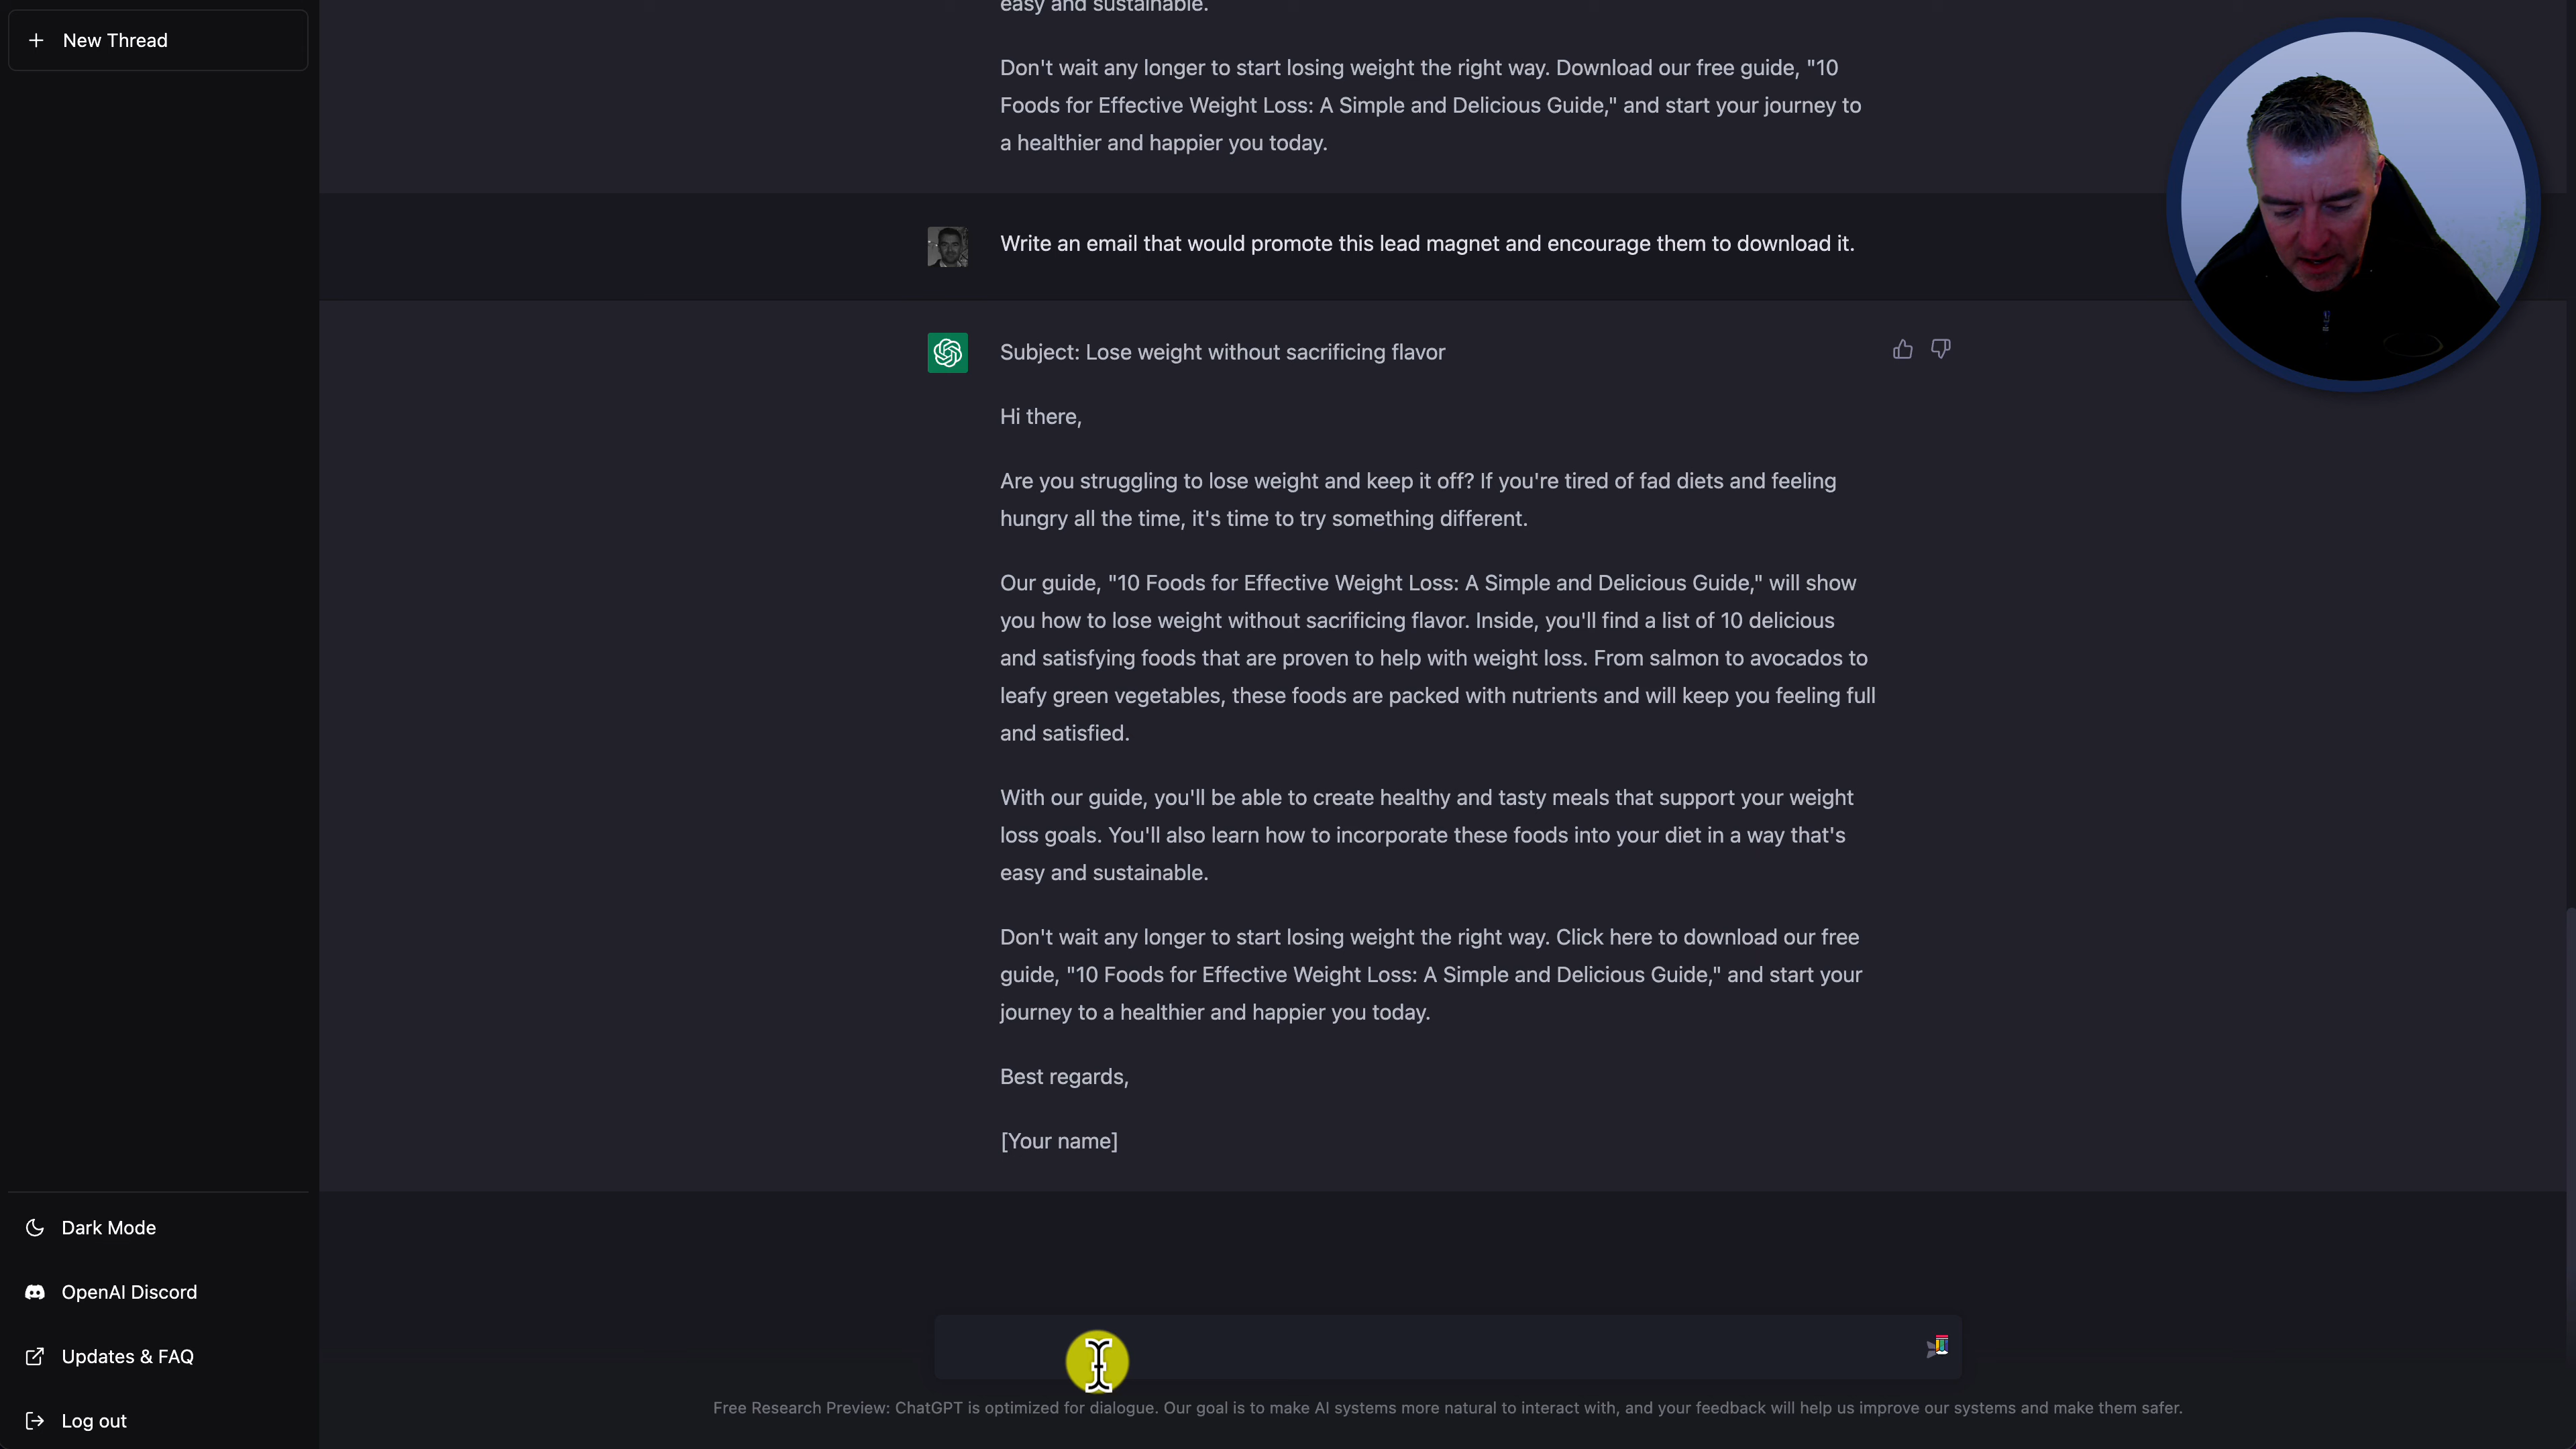 New Thread
easy and sustainable.
Don't wait any longer to start losing weight the right way. Download our free guide, "10
Foods for Effective Weight Loss: A Simple and Delicious Guide," and start your journey to
a healthier and happier you today.
Write an email that would promote this lead magnet and encourage them to download it.
Subject: Lose weight without sacrificing flavor
Hi there,
Are you struggling to lose weight and keep it off? If you're tired of fad diets and feeling
hungry all the time, it's time to try something different.
Our guide, "10 Foods for Effective Weight Loss: A Simple and Delicious Guide," will show
you how to lose weight without sacrificing flavor. Inside, you'll find a list of 10 delicious
and satisfying foods that are proven to help with weight loss. From salmon to avocados to
leafy green vegetables, these foods are packed with nutrients and will keep you feeling full
and satisfied.
With our guide, you'll be able to create healthy and tasty meals that support your weight
loss goals. You'll also learn how to incorporate these foods into your diet in a way that's
easy and sustainable.
Don't wait any longer to start losing weight the right way. Click here to download our free
guide, "10 Foods for Effective Weight Loss: A Simple and Delicious Guide," and start your
journey to a healthier and happier you today.
Best regards,
[Your name]
Dark Mode
OpenAI Discord
Updates & FAQ
Log out
Free Research Preview: ChatGPT is optimized for dialogue. Our goal is to make AI systems more natural to interact with, and your feedback will help us improve our systems and make them safer.